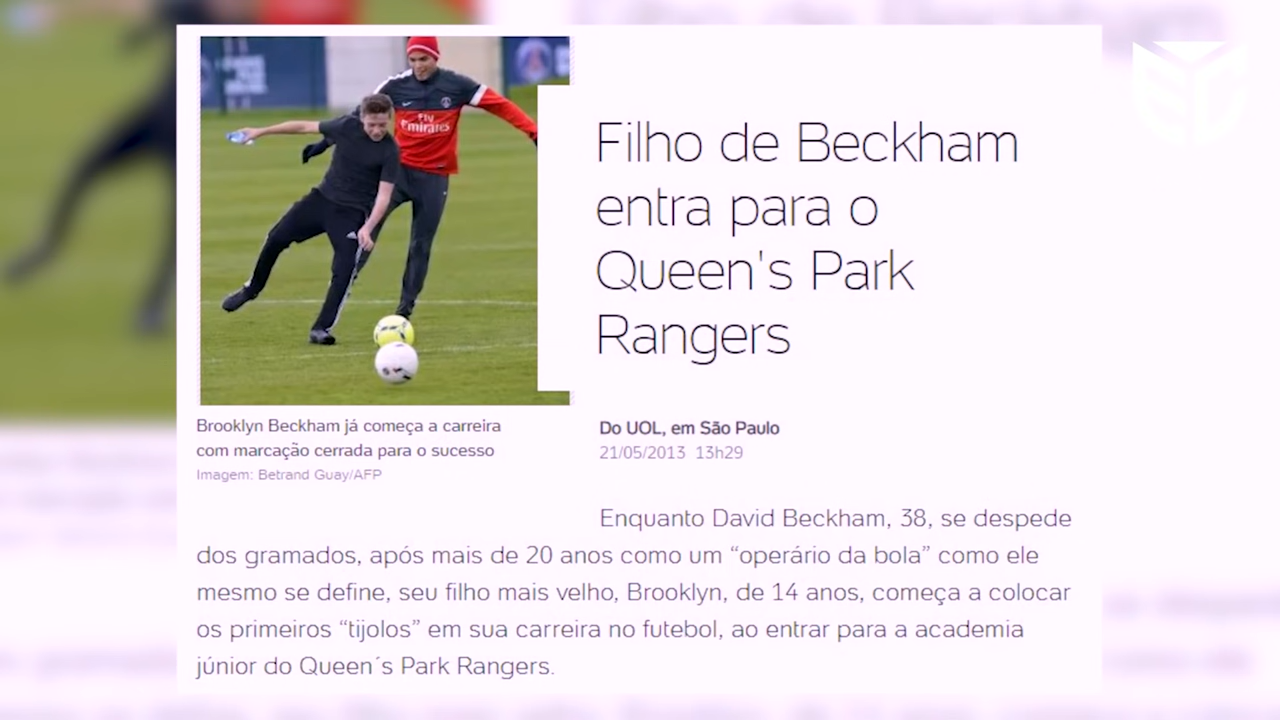 Fly
Emirates
Filho de Beckham
entra para o
Queen's Park
Rangers
Brooklyn Beckham já começa a carreira
com marcação cerrada para o sucesso
Imagem: Betrand Guay/AFP
Do UOL, em São Paulo
21/05/2013 13h29
Enquanto David Beckham, 38, se despede
dos gramados, após mais de 20 anos como um “operário da bola” como ele
mesmo se define, seu filho mais velho, Brooklyn, de 14 anos, começa a colocar
os primeiros “tijolos” em sua carreira no futebol, ao entrar para a academia
júnior do Queen´s Park Rangers.